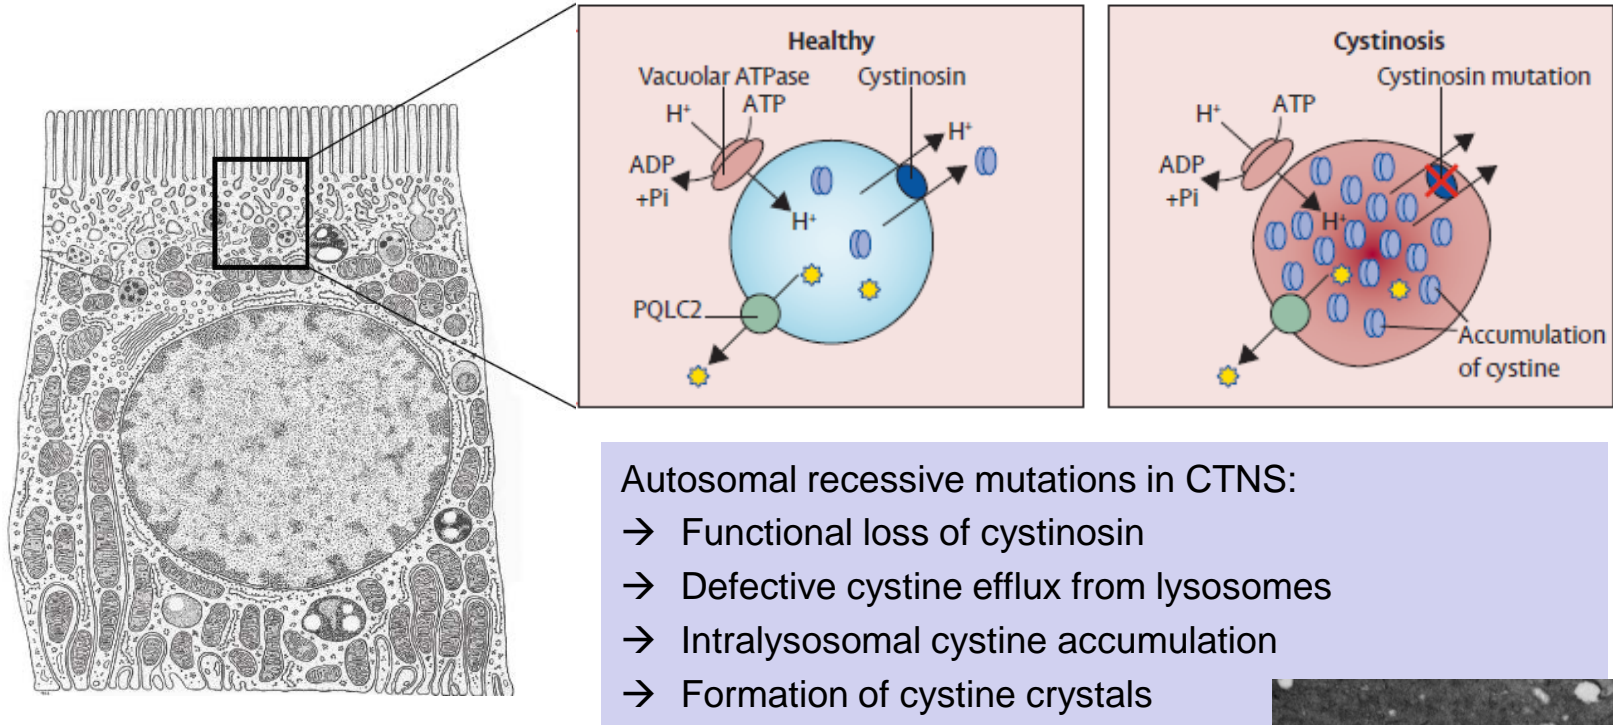 Healthy
Vacuolar ATPase
Cystinosin
H⁺
ATP
H⁺
ADP
+Pi
H⁺
PQLC2
Cystinosis
Cystinosin mutation
H⁺
ATP
ADP
+Pi
H⁺
Accumulation
of cystine
Autosomal recessive mutations in CTNS:
→ Functional loss of cystinosin
→ Defective cystine efflux from lysosomes
→ Intralysosomal cystine accumulation
→ Formation of cystine crystals